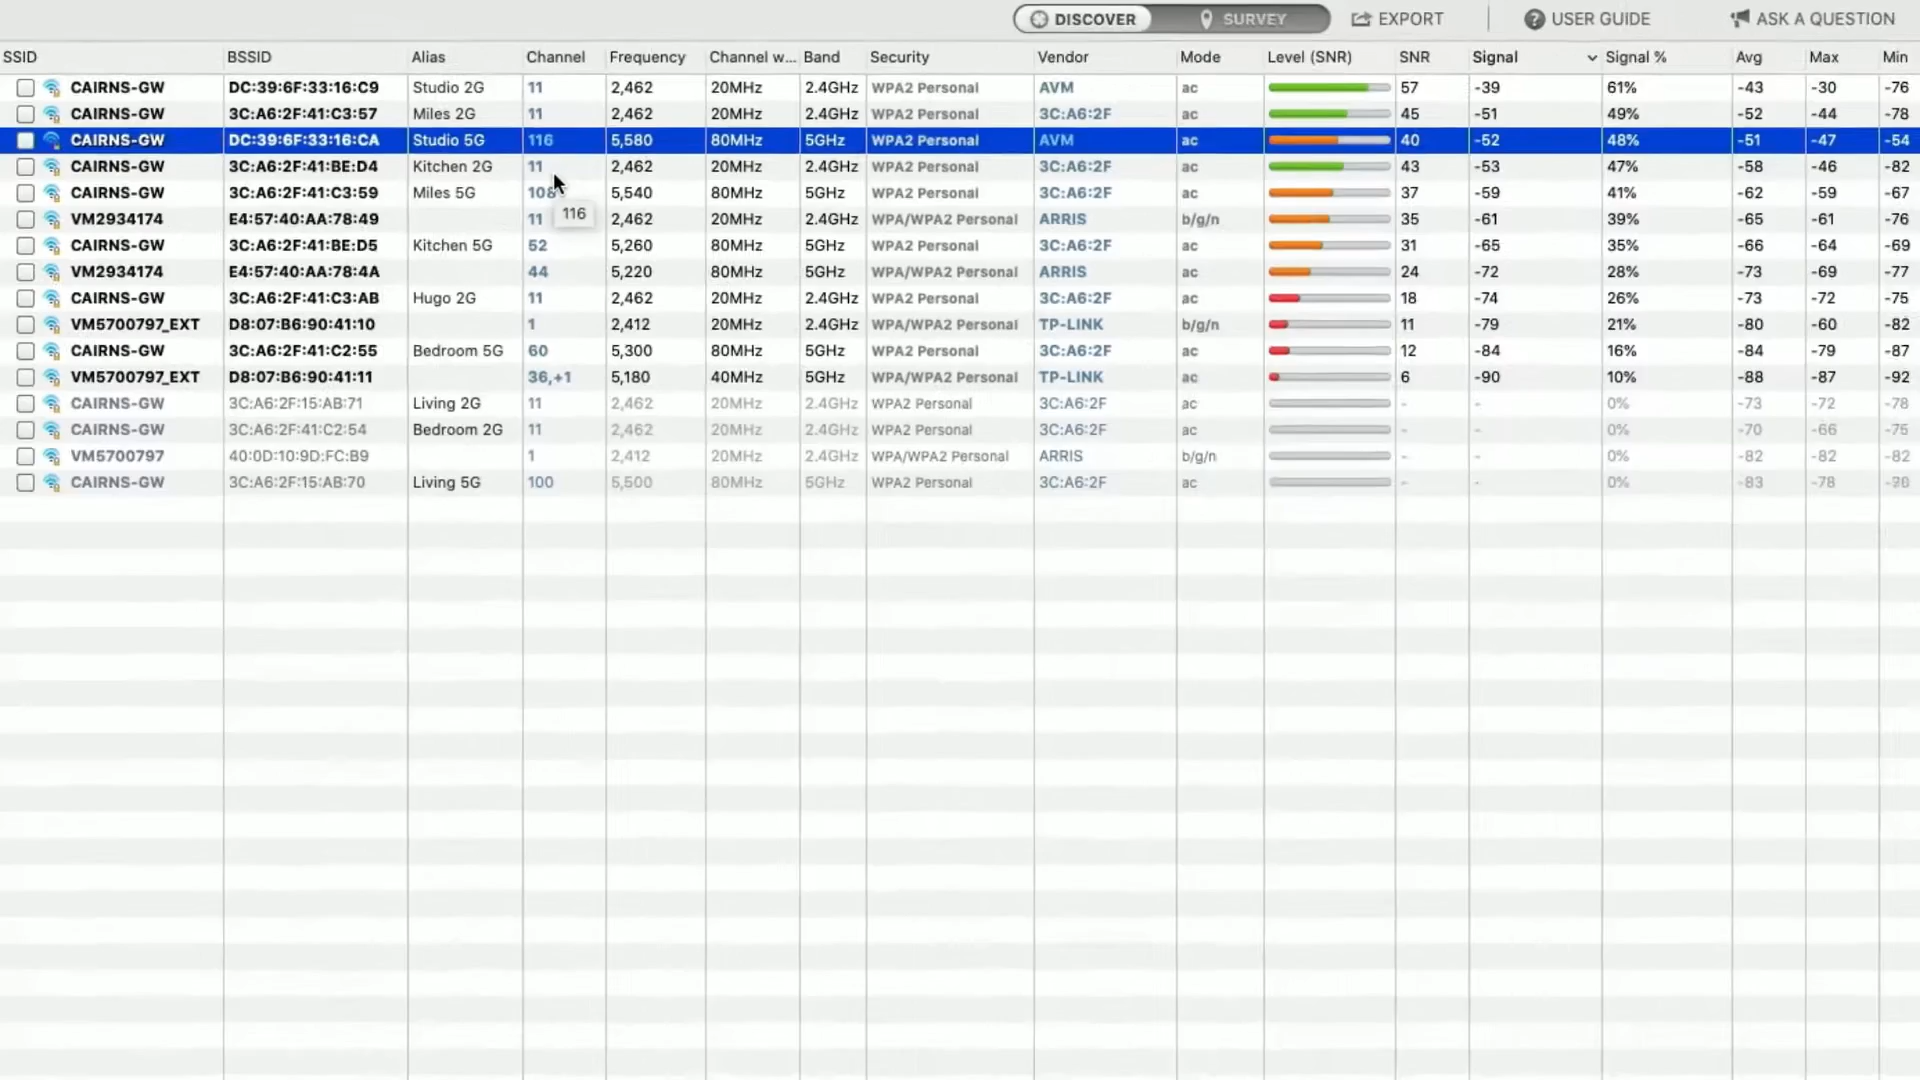 DISCOVER SURVEY EXPORT USER GUIDE ASK A QUESTION
SSID BSSID Alias Channel Frequency Channel w... Band Security Vendor Mode Level (SNR) SNR Signal Signal % Avg Max Min
CAIRNS-GW DC:39:6F:33:16:C9 Studio 2G 11 2,462 20MHz 2.4GHz WPA2 Personal AVM ac 57 -39 61% -43 -30 -76
CAIRNS-GW 3C:A6:2F:41:C3:57 Miles 2G 11 2,462 20MHz 2.4GHz WPA2 Personal 3C:A6:2F ac 45 -51 49% -52 -44 -78
CAIRNS-GW DC:39:6F:33:16:CA Studio 5G 116 5,580 80MHz 5GHz WPA2 Personal AVM ac 40 -52 48% -51 -47 -54
CAIRNS-GW 3C:A6:2F:41:BE:D4 Kitchen 2G 11 2,462 20MHz 2.4GHz WPA2 Personal 3C:A6:2F ac 43 -53 47% -58 -46 -82
CAIRNS-GW 3C:A6:2F:41:C3:59 Miles 5G 108 5,540 80MHz 5GHz WPA2 Personal 3C:A6:2F ac 37 -59 41% -62 -59 -67
116
VM2934174 E4:57:40:AA:78:49 11 2,462 20MHz 2.4GHz WPA/WPA2 Personal ARRIS b/g/n 35 -61 39% -65 -61 -76
CAIRNS-GW 3C:A6:2F:41:BE:D5 Kitchen 5G 52 5,260 80MHz 5GHz WPA2 Personal 3C:A6:2F ac 31 -65 35% -66 -64 -69
VM2934174 E4:57:40:AA:78:4A 44 5,220 80MHz 5GHz WPA/WPA2 Personal ARRIS ac 24 -72 28% -73 -69 -77
CAIRNS-GW 3C:A6:2F:41:C3:AB Hugo 2G 11 2,462 20MHz 2.4GHz WPA2 Personal 3C:A6:2F ac 18 -74 26% -73 -72 -75
VM5700797_EXT D8:07:B6:90:41:10 1 2,412 20MHz 2.4GHz WPA/WPA2 Personal TP-LINK b/g/n 11 -79 21% -80 -60 -82
CAIRNS-GW 3C:A6:2F:41:C2:55 Bedroom 5G 60 5,300 80MHz 5GHz WPA2 Personal 3C:A6:2F ac 12 -84 16% -84 -79 -87
VM5700797_EXT D8:07:B6:90:41:11 36,+1 5,180 40MHz 5GHz WPA/WPA2 Personal TP-LINK ac 6 -90 10% -88 -87 -92
CAIRNS-GW 3C:A6:2F:15:AB:71 Living 2G 11 2,462 20MHz 2.4GHz WPA2 Personal 3C:A6:2F ac - - 0% -73 -72 -78
CAIRNS-GW 3C:A6:2F:41:C2:54 Bedroom 2G 11 2,462 20MHz 2.4GHz WPA2 Personal 3C:A6:2F ac - - 0% -70 -66 -75
VM5700797 40:0D:10:9D:FC:B9 1 2,412 20MHz 2.4GHz WPA/WPA2 Personal ARRIS b/g/n - - 0% -82 -82 -82
CAIRNS-GW 3C:A6:2F:15:AB:70 Living 5G 100 5,500 80MHz 5GHz WPA2 Personal 3C:A6:2F ac - - 0% -83 -78